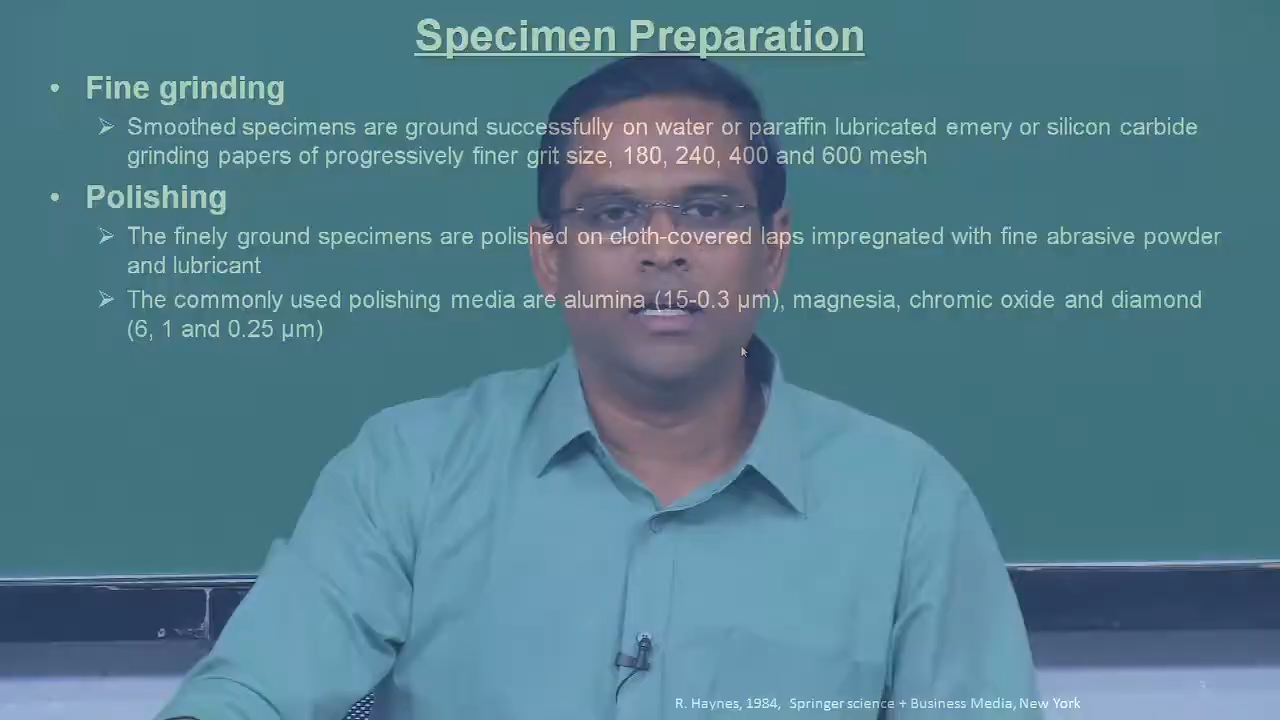 Specimen Preparation
• Fine grinding
➢ Smoothed specimens are ground successfully on water or paraffin lubricated emery or silicon carbide
grinding papers of progressively finer grit size, 180, 240, 400 and 600 mesh
• Polishing
➢ The finely ground specimens are polished on cloth-covered laps impregnated with fine abrasive powder
and lubricant
➢ The commonly used polishing media are alumina (15-0.3 µm), magnesia, chromic oxide and diamond
(6, 1 and 0.25 µm)
R. Haynes, 1984, Springer science + Business Media, New York